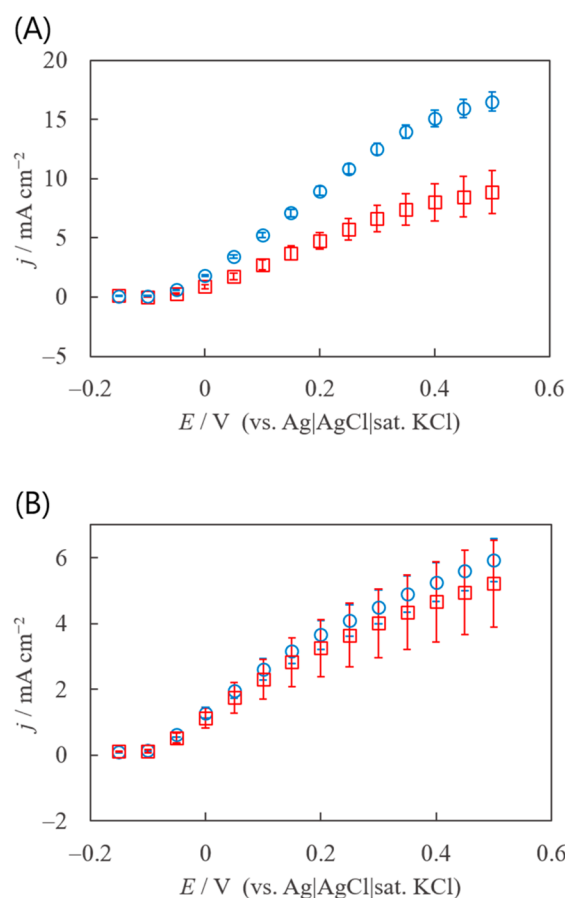 (A)
20
15
10
5
0
–5
j / mA cm⁻²
–0.2 0 0.2 0.4 0.6
E / V (vs. Ag|AgCl|sat. KCl)
(B)
6
4
2
0
–2
j / mA cm⁻²
–0.2 0 0.2 0.4 0.6
E / V (vs. Ag|AgCl|sat. KCl)